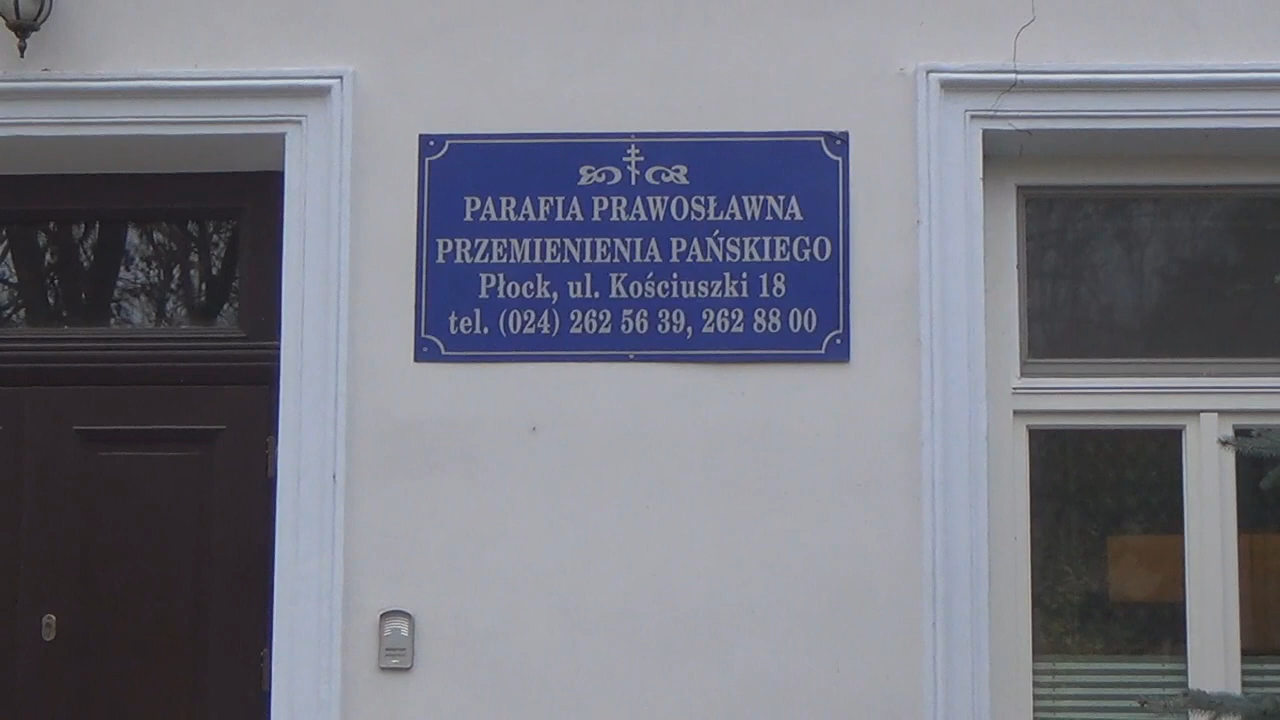 PARAFIA PRAWOSŁAWNA
PRZEMIENIENIA PAŃSKIEGO
Płock, ul. Kościuszki 18
tel. (024) 262 56 39, 262 88 00